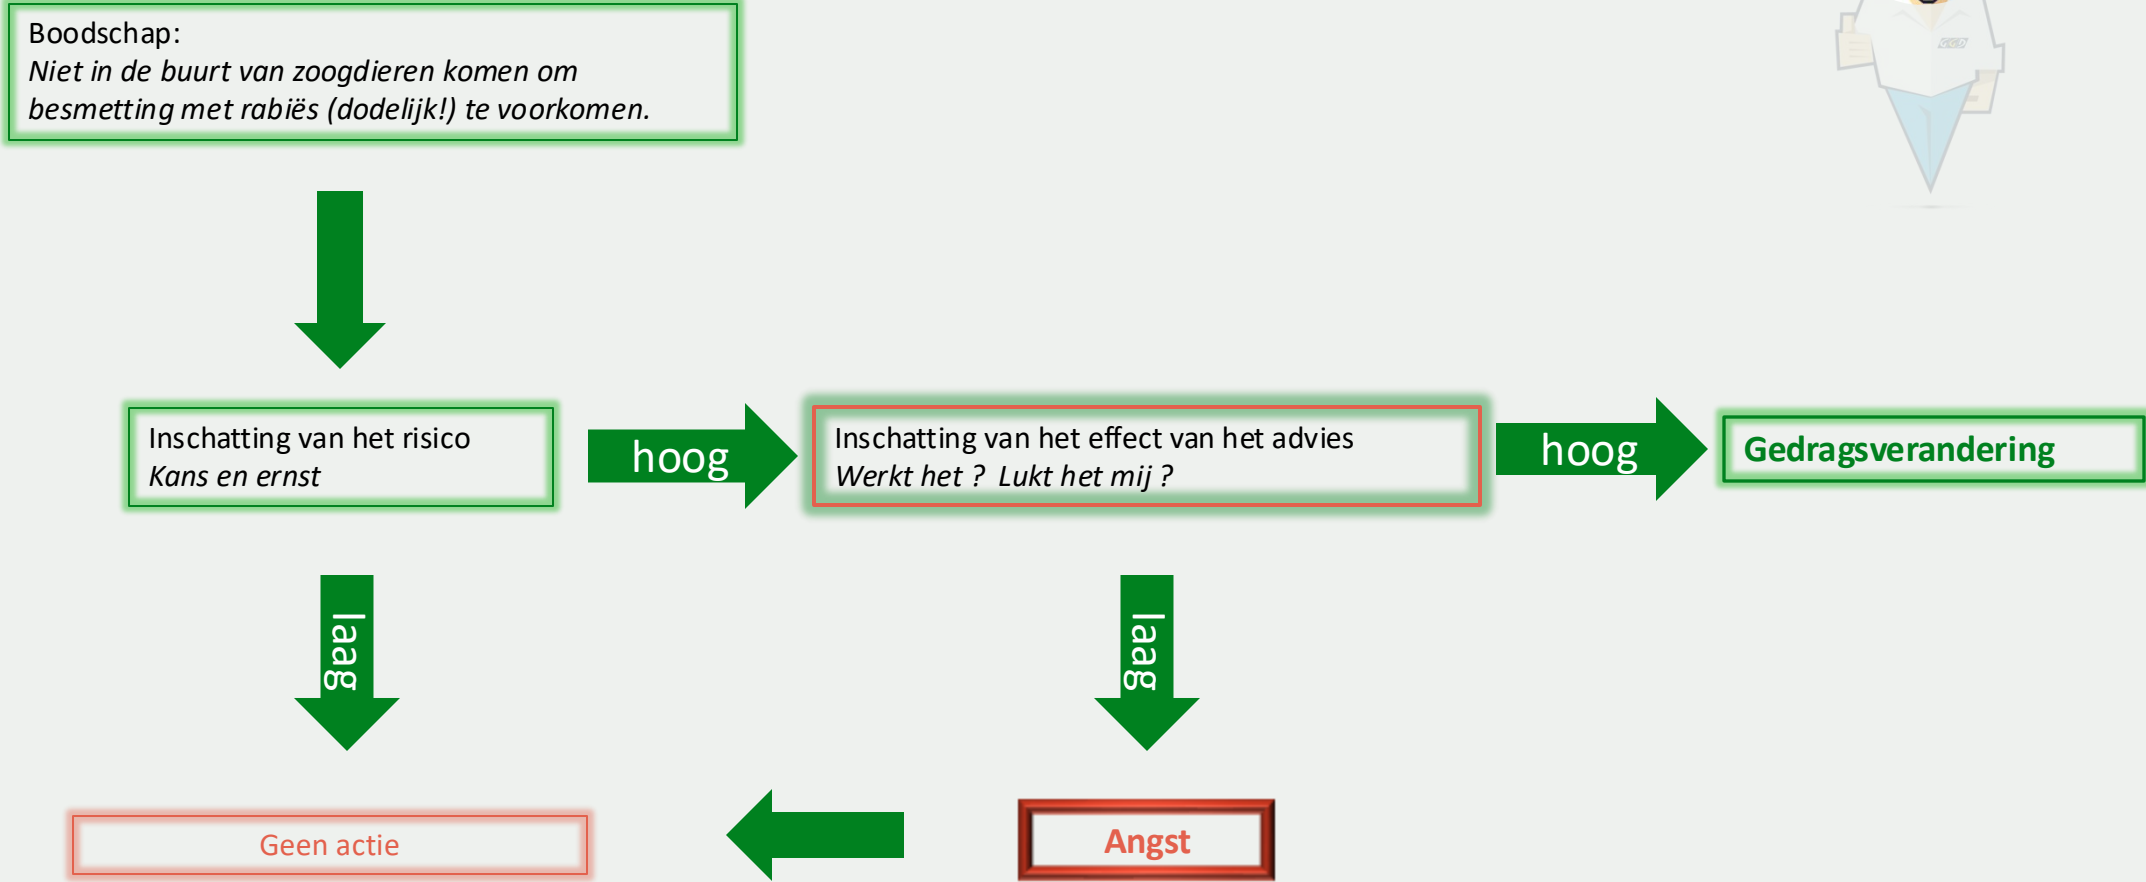 Boodschap:
Niet in de buurt van zoogdieren komen om
besmetting met rabiës (dodelijk!) te voorkomen.
GGD
Inschatting van het risico
Kans en ernst
hoog
Inschatting van het effect van het advies
Werkt het ? Lukt het mij ?
hoog
Gedragsverandering
laag
laag
Geen actie
Angst